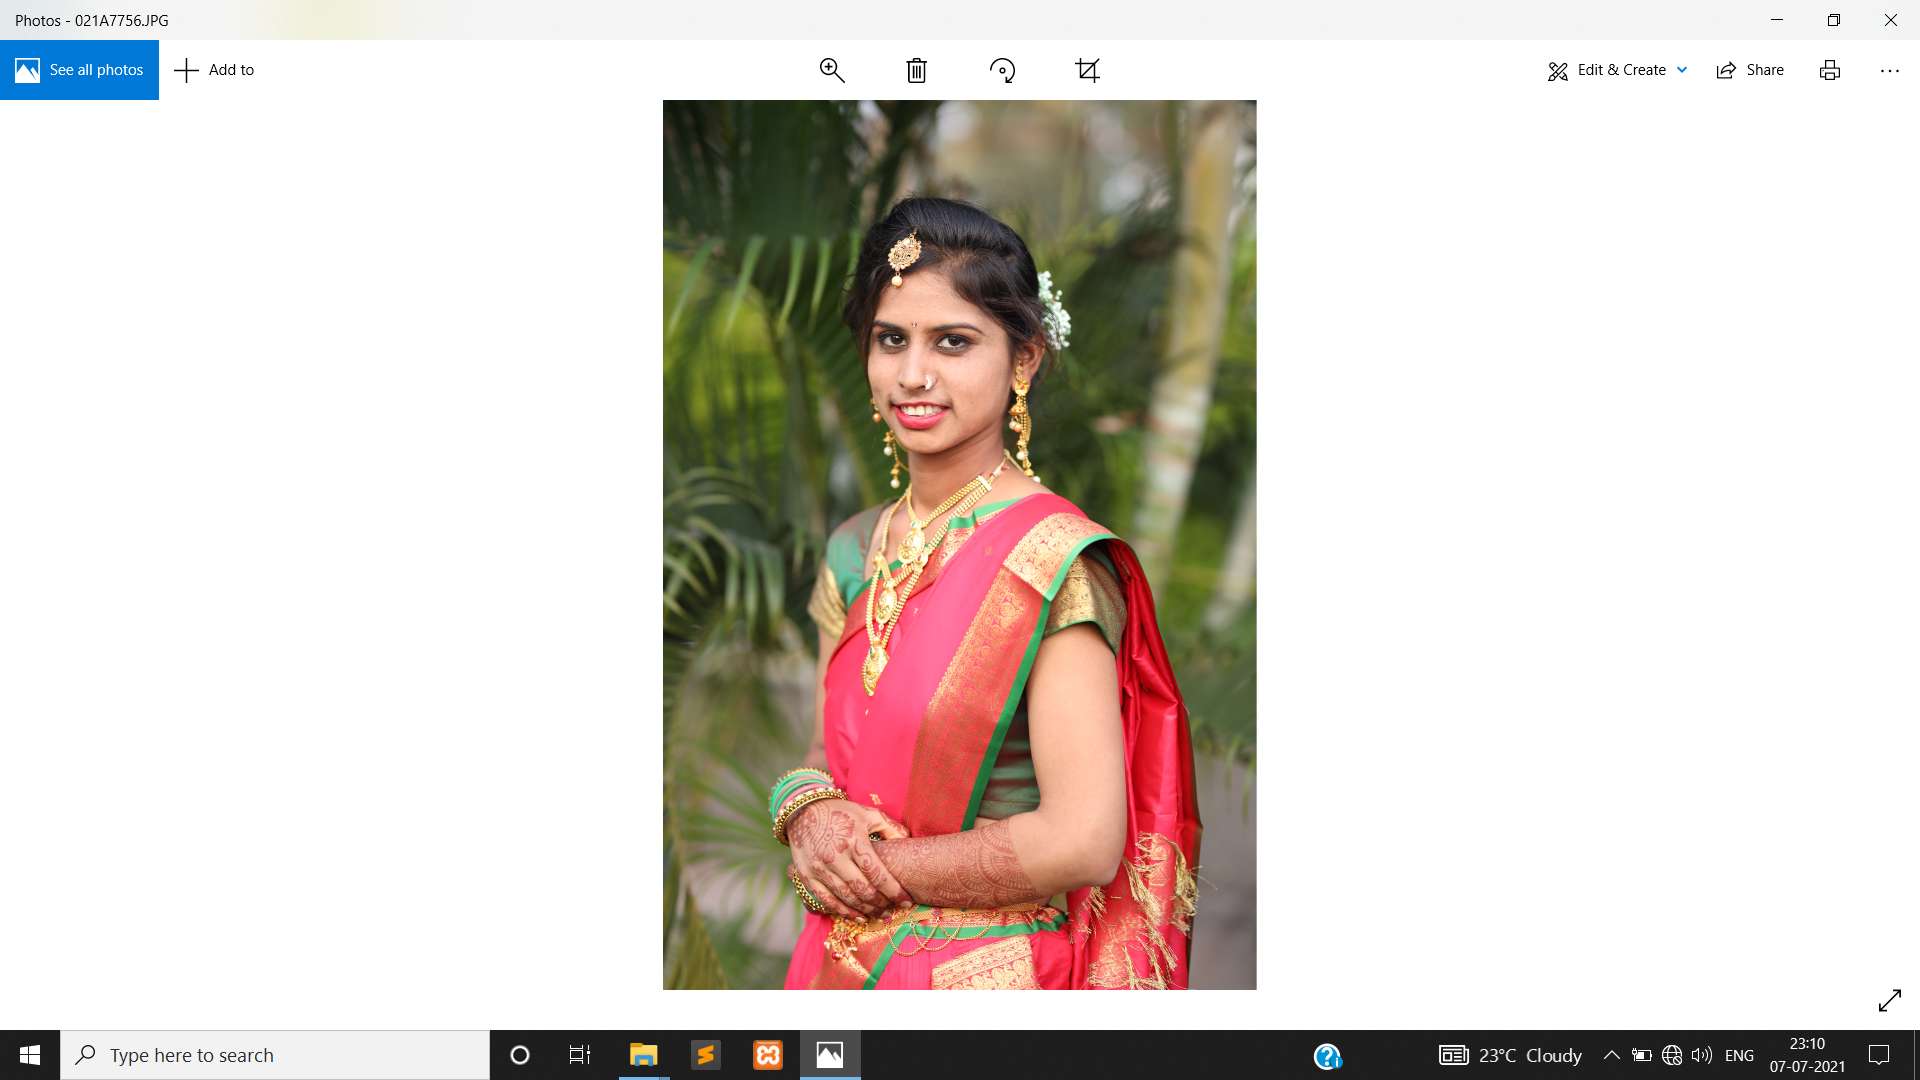 Photos - 021A7756.JPG
See all photos
Add to
Edit & Create
Share
Type here to search
23°C Cloudy
ENG
23:10
07-07-2021